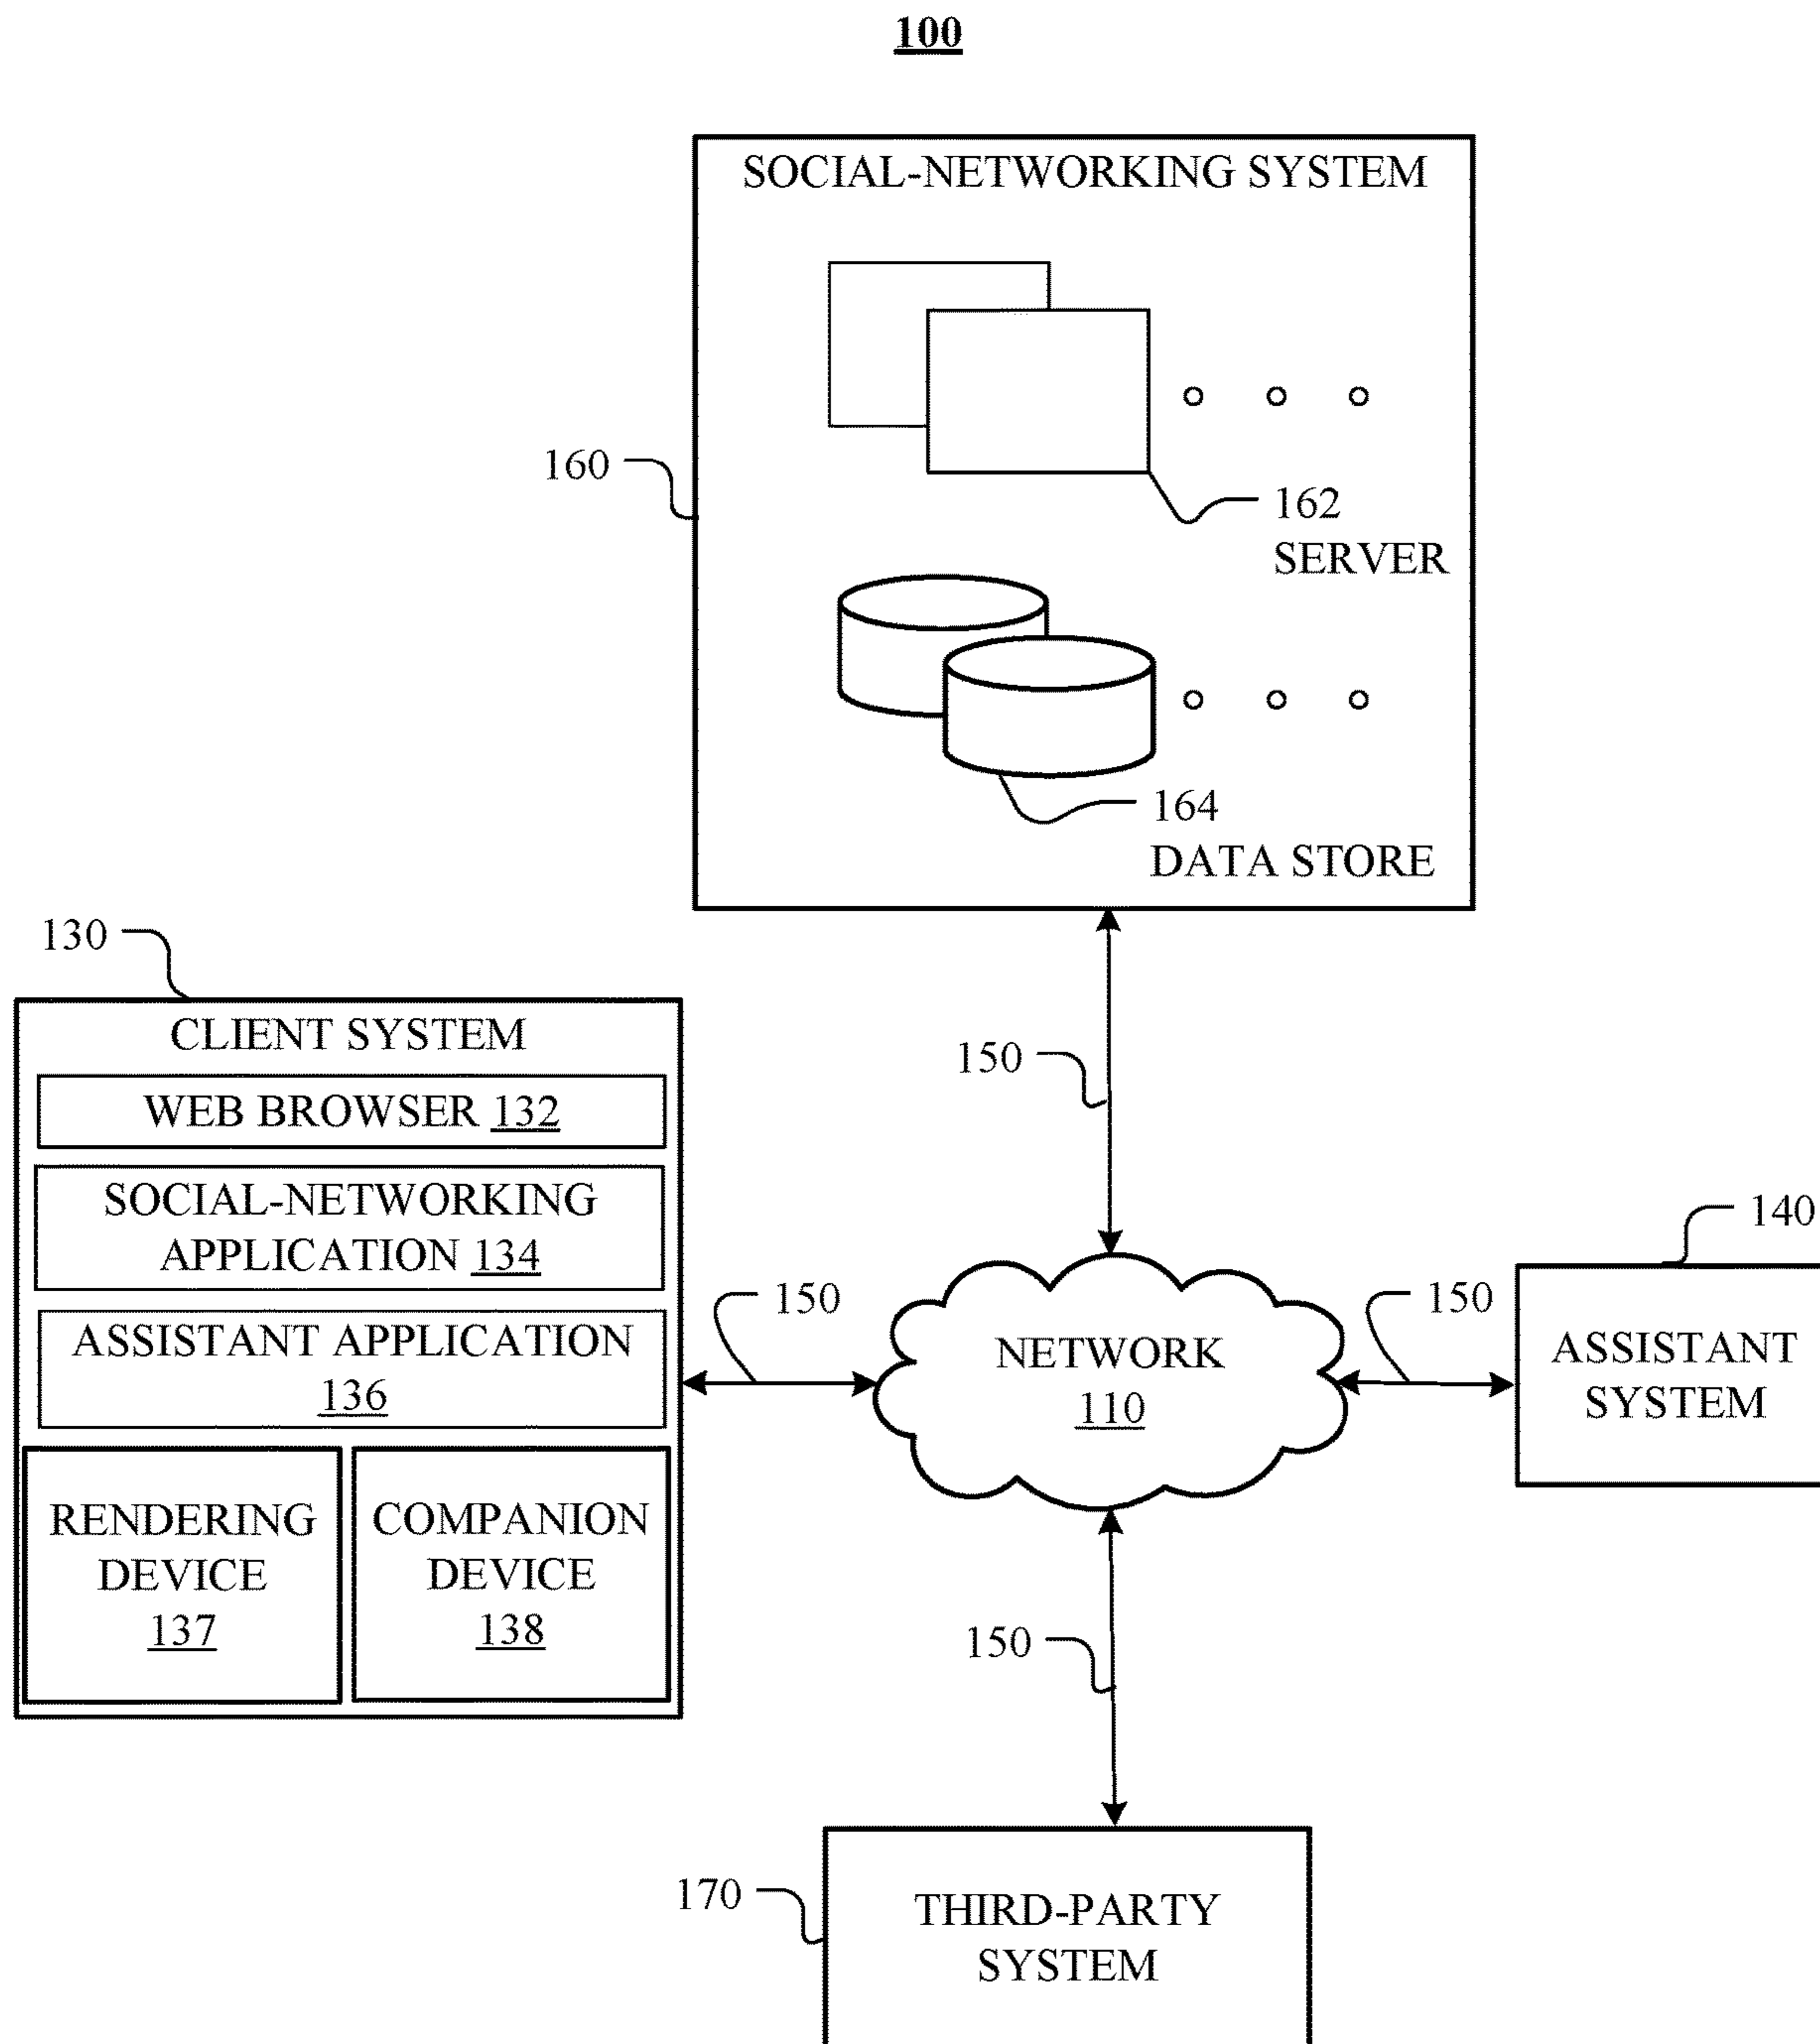 100
SOCIAL-NETWORKING SYSTEM
160
162
SERVER
164
DATA STORE
130
CLIENT SYSTEM
WEB BROWSER 132
SOCIAL-NETWORKING
APPLICATION 134
ASSISTANT APPLICATION
136
RENDERING
DEVICE
137
COMPANION
DEVICE
138
150
150
NETWORK
110
150
140
ASSISTANT
SYSTEM
150
170
THIRD-PARTY
SYSTEM